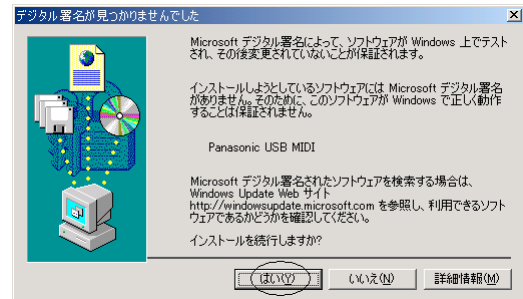 デジタル署名が見つかりませんでした
Microsoft デジタル署名によって、ソフトウェアが Windows 上でテスト
され、その後変更されていないことが保証されます。
インストールしようとしているソフトウェアには Microsoft デジタル署名
がありません。そのために、このソフトウェアが Windows で正しく動作
することは保証されません。
Panasonic USB MIDI
Microsoft デジタル署名されたソフトウェアを検索する場合は、
Windows Update Web サイト
http://windowsupdate.microsoft.com を参照し、利用できるソフト
ウェアであるかどうかを確認してください。
インストールを続行しますか?
はい(Y) いいえ(N) 詳細情報(M)